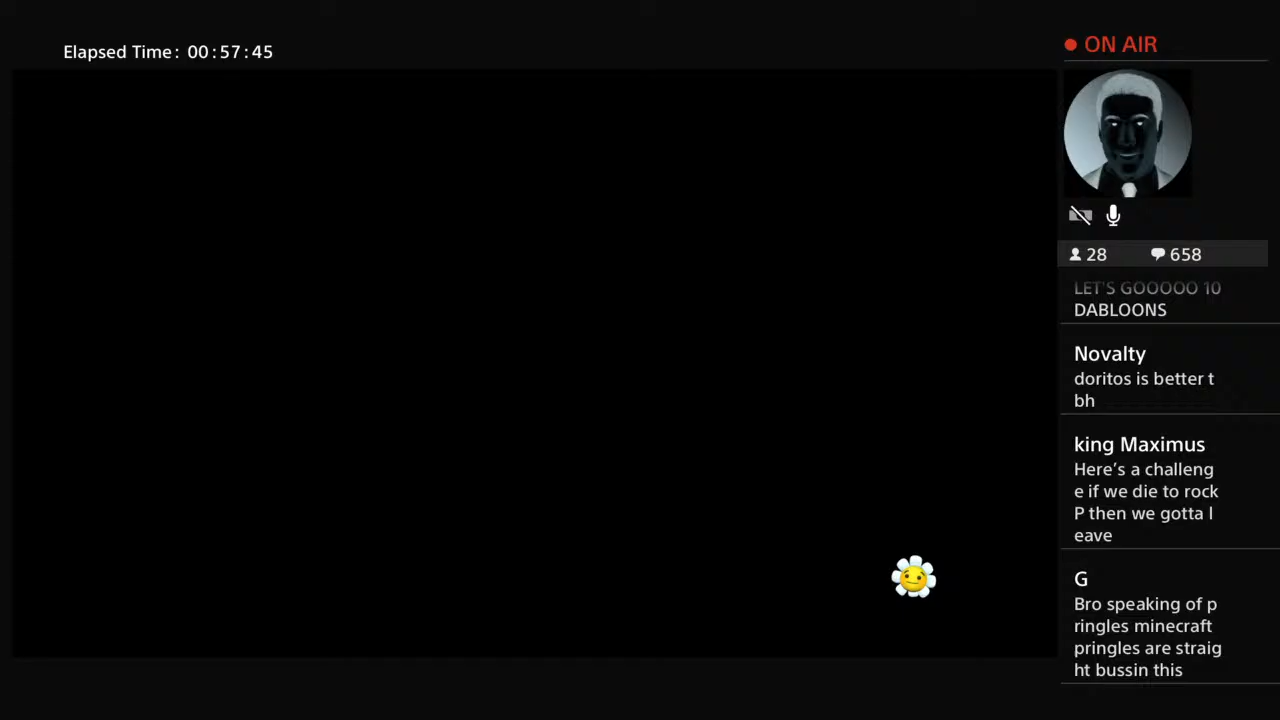 Elapsed Time: 00:57:45
ON AIR
28 658
LET'S GOOOOO 10
DABLOONS
Novalty
doritos is better t
bh
king Maximus
Here's a challeng
e if we die to rock
P then we gotta l
eave
G
Bro speaking of p
ringles minecraft
pringles are straig
ht bussin this